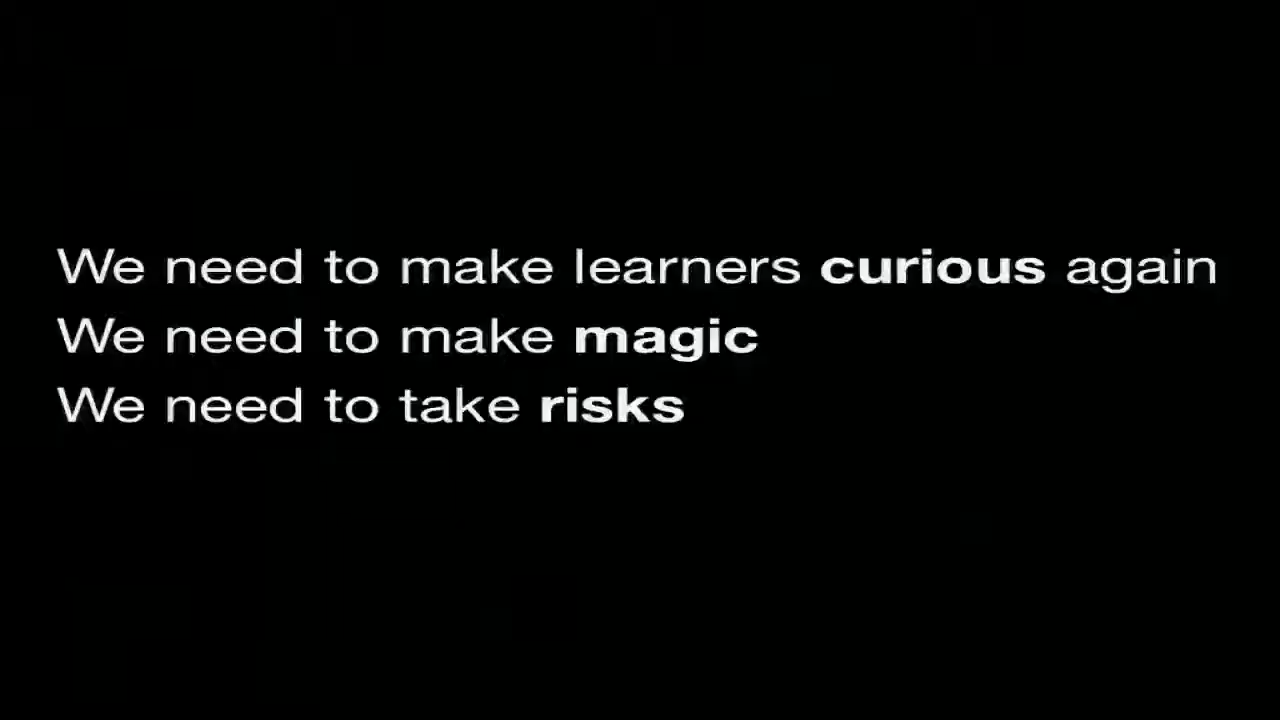 We need to make learners curious again
We need to make magic
We need to take risks